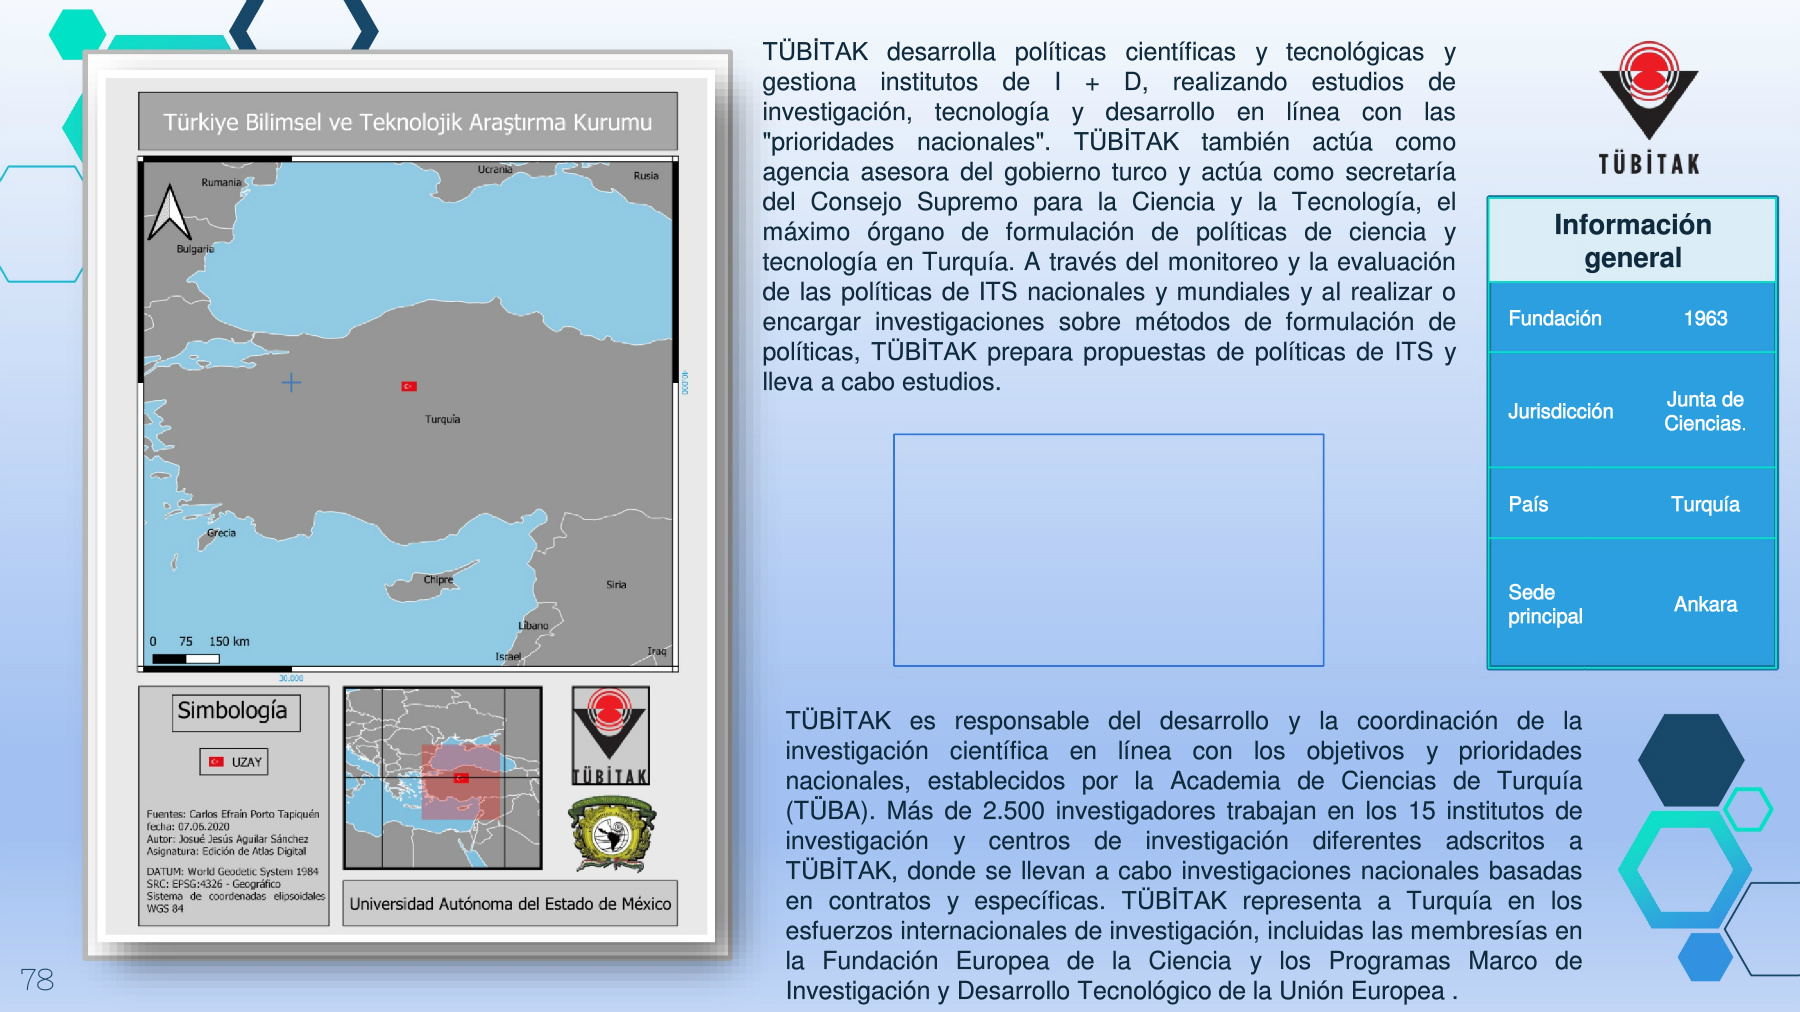 Türkiye Bilimsel ve Teknolojik Araştırma Kurumu
Rumania
Ucrania
Rusia
Bulgaria
Turquía
Grecia
Chipre
Siria
Líbano
Israel
Iraq
0 75 150 km
40.000
30.000
Simbología
UZAY
Fuentes: Carlos Efraín Porto Tapiquén
fecha: 07.06.2020
Autor: Josué Jesús Aguilar Sánchez
Asignatura: Edición de Atlas Digital
DATUM: World Geodetic System 1984
SRC: EPSG:4326 - Geográfico
Sistema de coordenadas elipsoidales
WGS 84
TÜBİTAK
Universidad Autónoma del Estado de México
78
TÜBİTAK desarrolla políticas científicas y tecnológicas y
gestiona institutos de I + D, realizando estudios de
investigación, tecnología y desarrollo en línea con las
"prioridades nacionales". TÜBİTAK también actúa como
agencia asesora del gobierno turco y actúa como secretaría
del Consejo Supremo para la Ciencia y la Tecnología, el
máximo órgano de formulación de políticas de ciencia y
tecnología en Turquía. A través del monitoreo y la evaluación
de las políticas de ITS nacionales y mundiales y al realizar o
encargar investigaciones sobre métodos de formulación de
políticas, TÜBİTAK prepara propuestas de políticas de ITS y
lleva a cabo estudios.
TÜBİTAK es responsable del desarrollo y la coordinación de la
investigación científica en línea con los objetivos y prioridades
nacionales, establecidos por la Academia de Ciencias de Turquía
(TÜBA). Más de 2.500 investigadores trabajan en los 15 institutos de
investigación y centros de investigación diferentes adscritos a
TÜBİTAK, donde se llevan a cabo investigaciones nacionales basadas
en contratos y específicas. TÜBİTAK representa a Turquía en los
esfuerzos internacionales de investigación, incluidas las membresías en
la Fundación Europea de la Ciencia y los Programas Marco de
Investigación y Desarrollo Tecnológico de la Unión Europea .
TÜBİTAK
Información
general
Fundación 1963
Jurisdicción Junta de
Ciencias.
País Turquía
Sede
principal Ankara